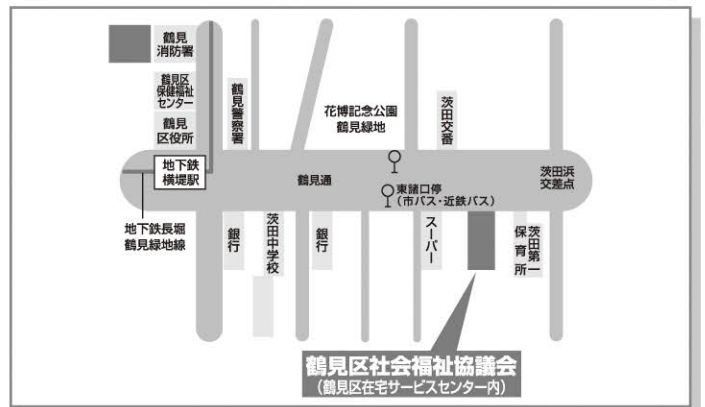 鶴見
消防署
鶴見区
保健福祉
センター
鶴見
区役所
鶴見警察署
花博記念公園
鶴見緑地
茨田交番
地下鉄
横堤駅
鶴見通
東諸口停
(市バス・近鉄バス)
茨田浜
交差点
地下鉄長堀
鶴見緑地線
銀行
茨田中学校
銀行
スーパー
茨田第一
保育所
鶴見区社会福祉協議会
(鶴見区在宅サービスセンター内)